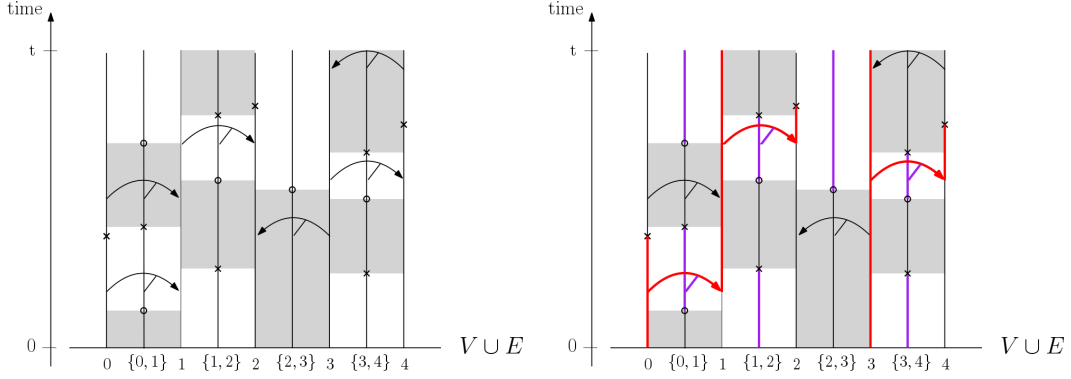 time
t
0
0 {0, 1} 1 {1, 2} 2 {2, 3} 3 {3, 4} 4
V ∪ E
time
t
0
0 {0, 1} 1 {1, 2} 2 {2, 3} 3 {3, 4} 4
V ∪ E